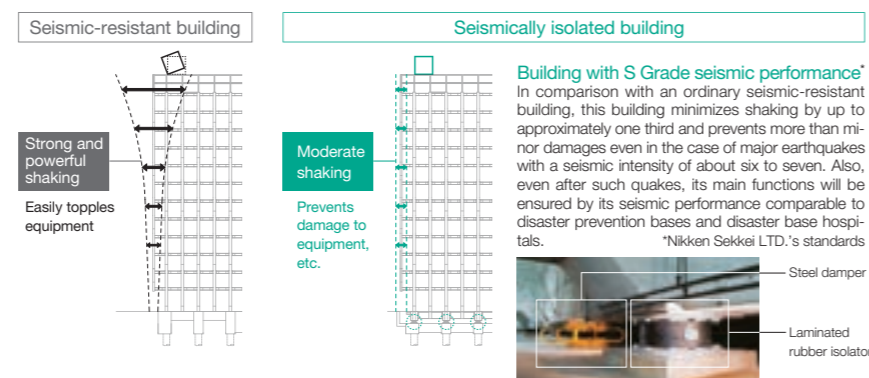 Seismic-resistant building
Seismically isolated building
Strong and
powerful
shaking
Easily topples
equipment
Moderate
shaking
Prevents
damage to
equipment,
etc.
Building with S Grade seismic performance*
In comparison with an ordinary seismic-resistant
building, this building minimizes shaking by up to
approximately one third and prevents more than mi-
nor damages even in the case of major earthquakes
with a seismic intensity of about six to seven. Also,
even after such quakes, its main functions will be
ensured by its seismic performance comparable to
disaster prevention bases and disaster base hospi-
tals. *Nikken Sekkei LTD.'s standards
Steel damper
Laminated
rubber isolator